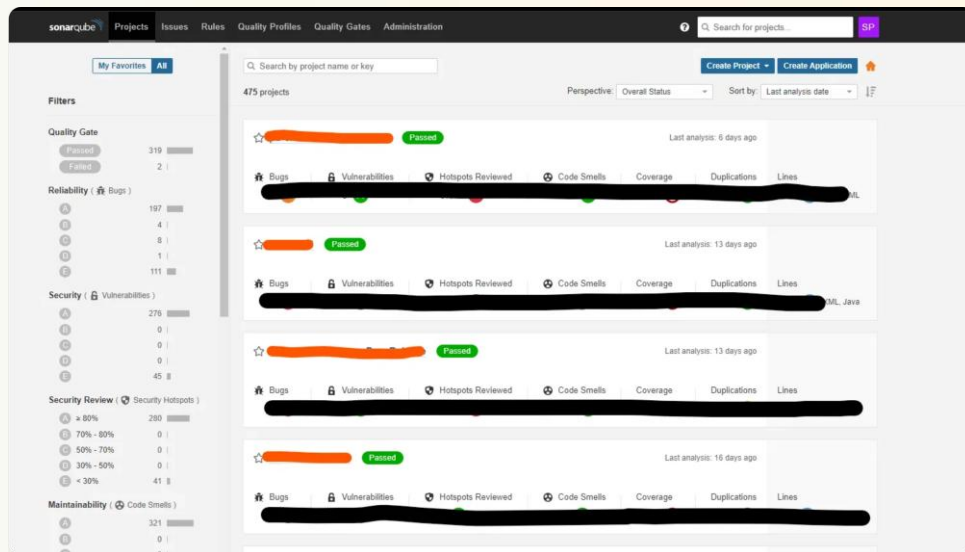 sonarqube Projects Issues Rules Quality Profiles Quality Gates Administration ? Search for projects... SP
My Favorites All
Filters
Quality Gate
Passed 319
Failed 2
Reliability ( Bugs )
A 197
B 4
C 8
D 1
E 111
Security ( Vulnerabilities )
A 276
B 0
C 0
D 0
E 45
Security Review ( Security Hotspots )
A ≥ 80% 280
B 70% - 80% 0
C 50% - 70% 0
D 30% - 50% 0
E < 30% 41
Maintainability ( Code Smells )
A 321
B 0
Search by project name or key Create Project Create Application
475 projects Perspective: Overall Status Sort by: Last analysis date
Passed Last analysis: 6 days ago
Bugs Vulnerabilities Hotspots Reviewed Code Smells Coverage Duplications Lines
Passed Last analysis: 13 days ago
Bugs Vulnerabilities Hotspots Reviewed Code Smells Coverage Duplications Lines
XML, Java
Passed Last analysis: 13 days ago
Bugs Vulnerabilities Hotspots Reviewed Code Smells Coverage Duplications Lines
Passed Last analysis: 16 days ago
Bugs Vulnerabilities Hotspots Reviewed Code Smells Coverage Duplications Lines